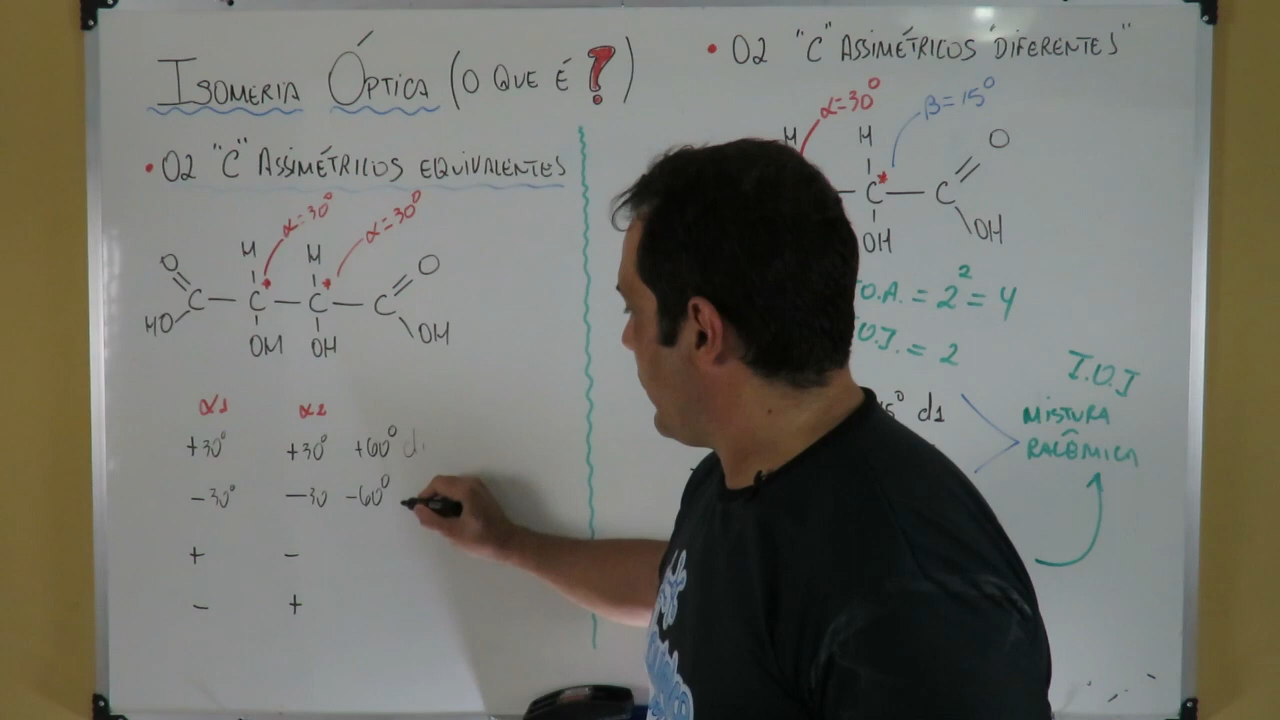 ISOMERIA ÓPTICA (O QUE É ?)
• 02 "C" ASSIMÉTRICOS EQUIVALENTES
α=30° α=30°
O H H O
C — C* — C* — C
HO OH OH OH
α1 α2
+30° +30° +60° d
-30° -30 -60°
+ -
- +
• 02 "C" ASSIMÉTRICOS "DIFERENTES"
α=30° β=15°
H H O
— C* — C
OH OH
I.O.A. = 2² = 4
I.O.I. = 2
5° d1
I.O.I
MISTURA
RACÊMICA